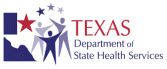 TEXAS
Department of
State Health Services